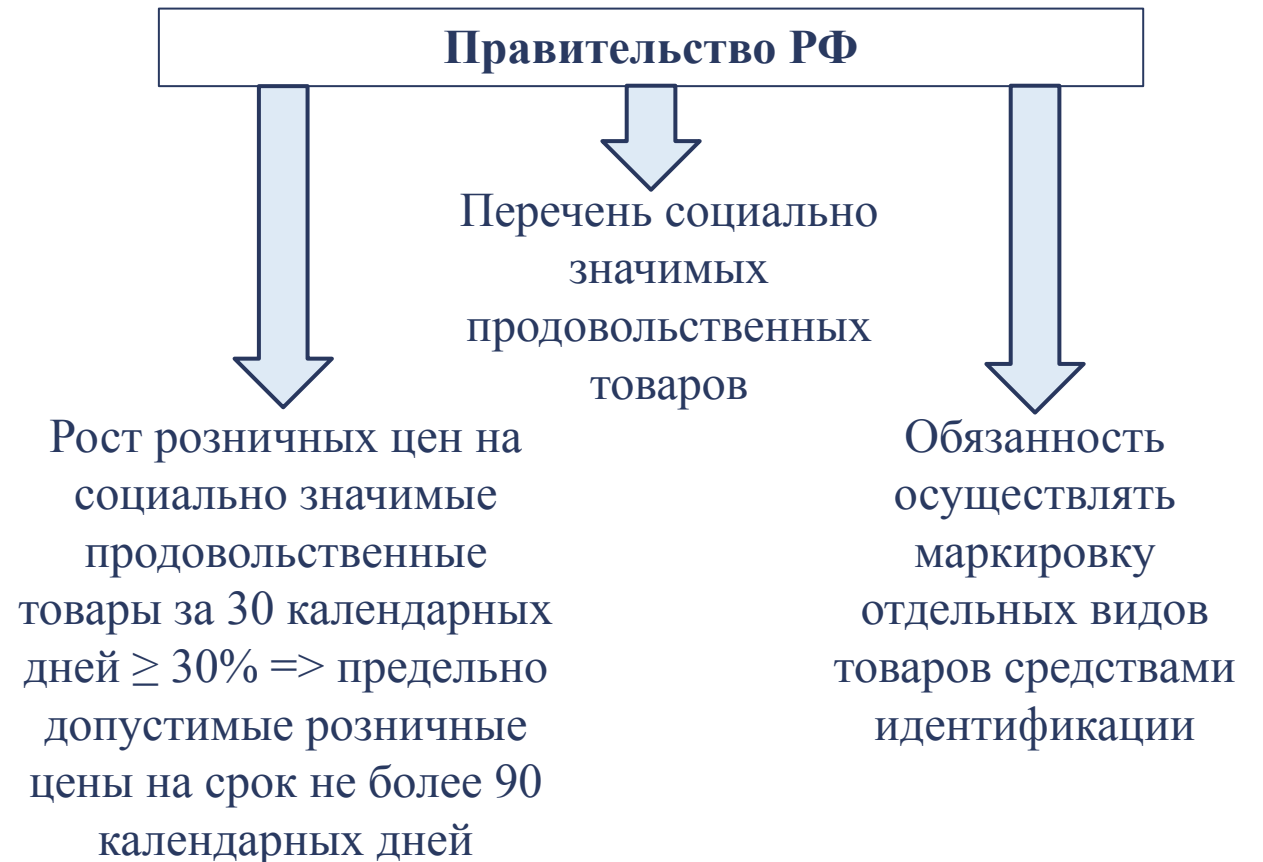 Правительство РФ
Перечень социально
значимых
продовольственных
товаров
Рост розничных цен на
социально значимые
продовольственные
товары за 30 календарных
дней ≥ 30% => предельно
допустимые розничные
цены на срок не более 90
календарных дней
Обязанность
осуществлять
маркировку
отдельных видов
товаров средствами
идентификации